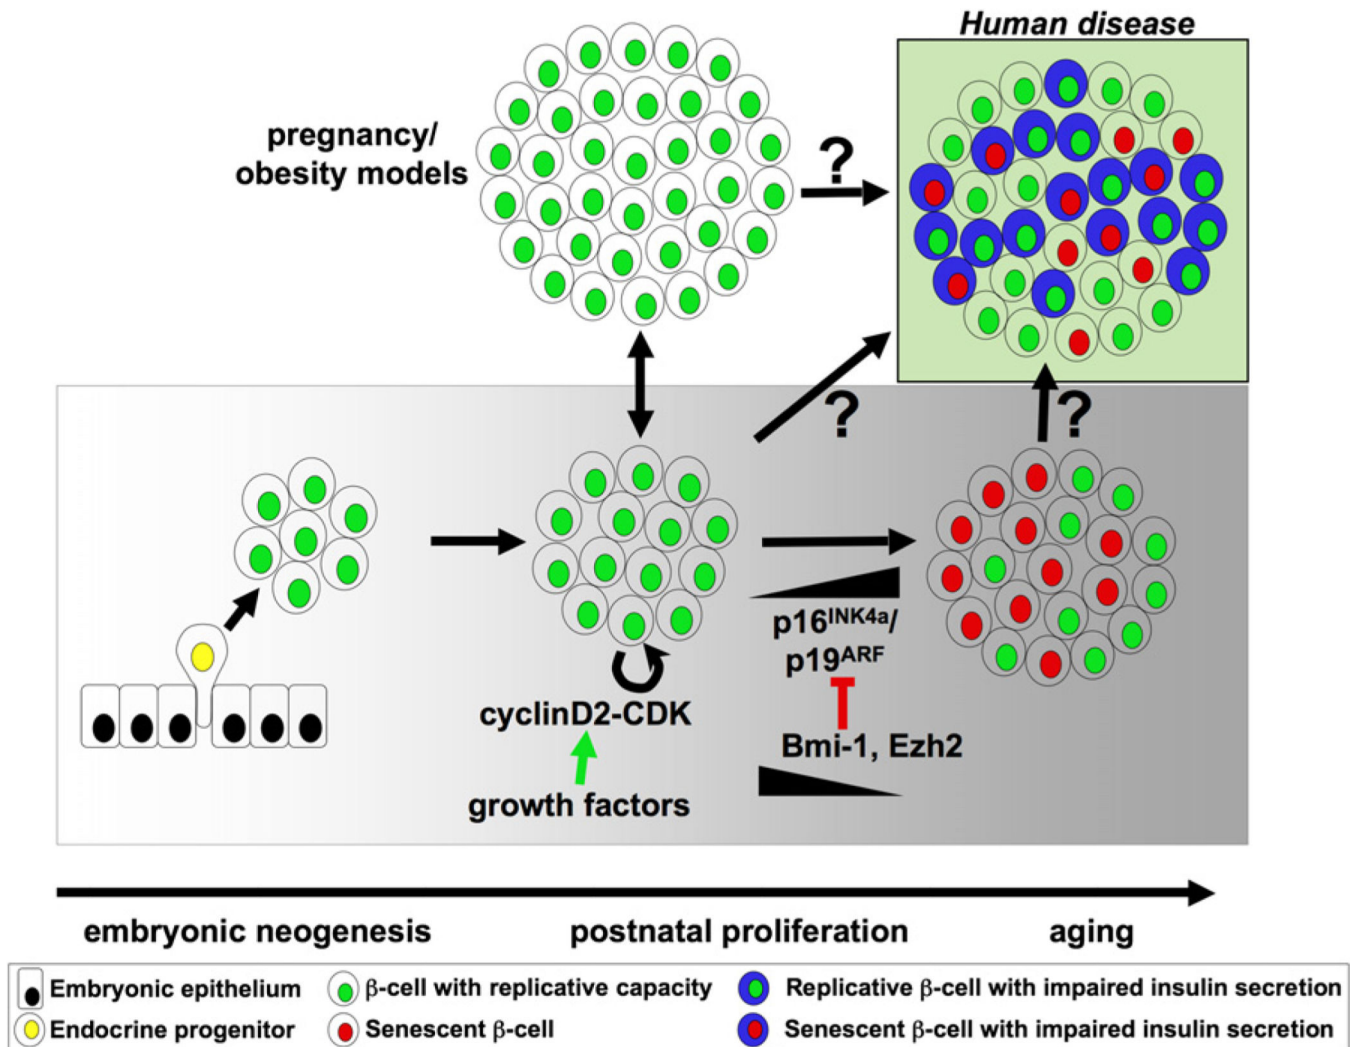 Human disease
pregnancy/
obesity models
?
?
?
p16INK4a/
p19ARF
cyclinD2-CDK
Bmi-1, Ezh2
growth factors
embryonic neogenesis
postnatal proliferation
aging
Embryonic epithelium
β-cell with replicative capacity
Replicative β-cell with impaired insulin secretion
Endocrine progenitor
Senescent β-cell
Senescent β-cell with impaired insulin secretion